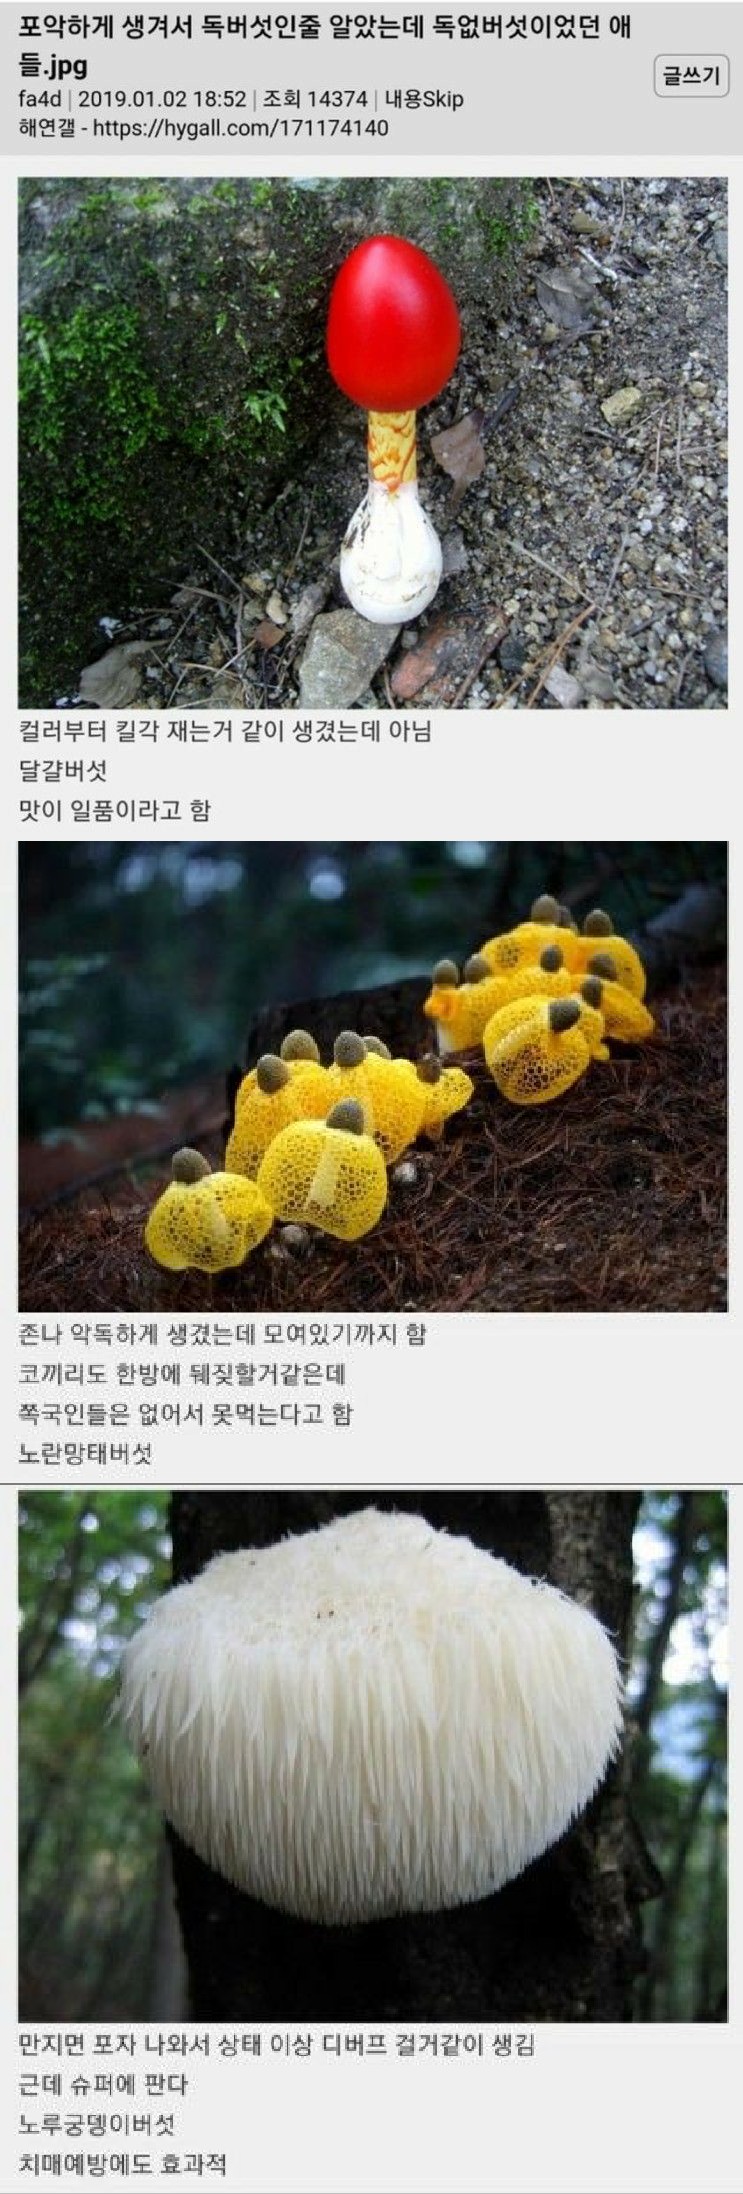 포악하게 생겨서 독버섯인줄 알았는데 독없버섯이었던 애
들.jpg
글쓰기
fa4d | 2019.01.02 18:52 | 조회 14374 | 내용Skip
해연갤 - https://hygall.com/171174140
컬러부터 킬각 재는거 같이 생겼는데 아님
달걀버섯
맛이 일품이라고 함
존나 악독하게 생겼는데 모여있기까지 함
코끼리도 한방에 뒈짖할거같은데
쪽국인들은 없어서 못먹는다고 함
노란망태버섯
만지면 포자 나와서 상태 이상 디버프 걸거같이 생김
근데 슈퍼에 판다
노루궁뎅이버섯
치매예방에도 효과적